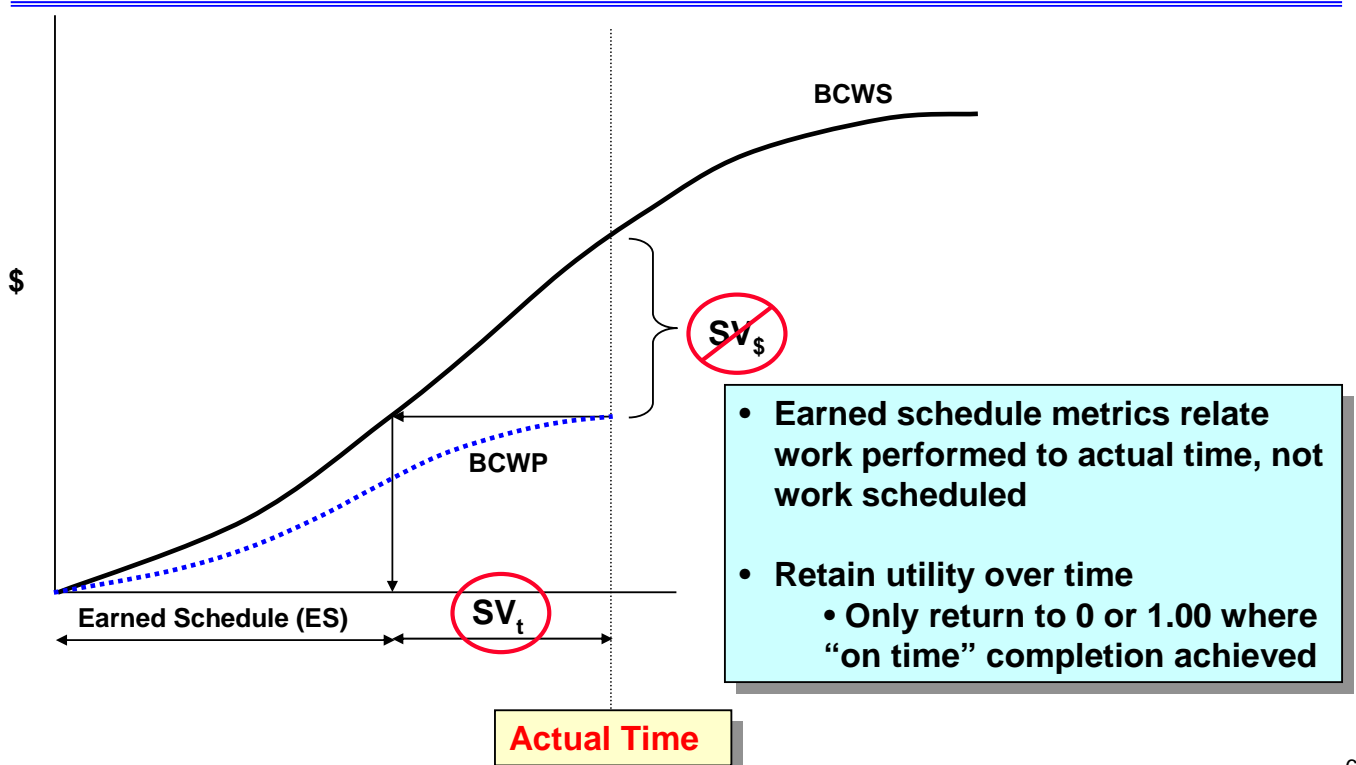 BCWS
$
SV$
BCWP
Earned Schedule (ES)
SVt
Actual Time
• Earned schedule metrics relate
work performed to actual time, not
work scheduled
• Retain utility over time
• Only return to 0 or 1.00 where
“on time” completion achieved